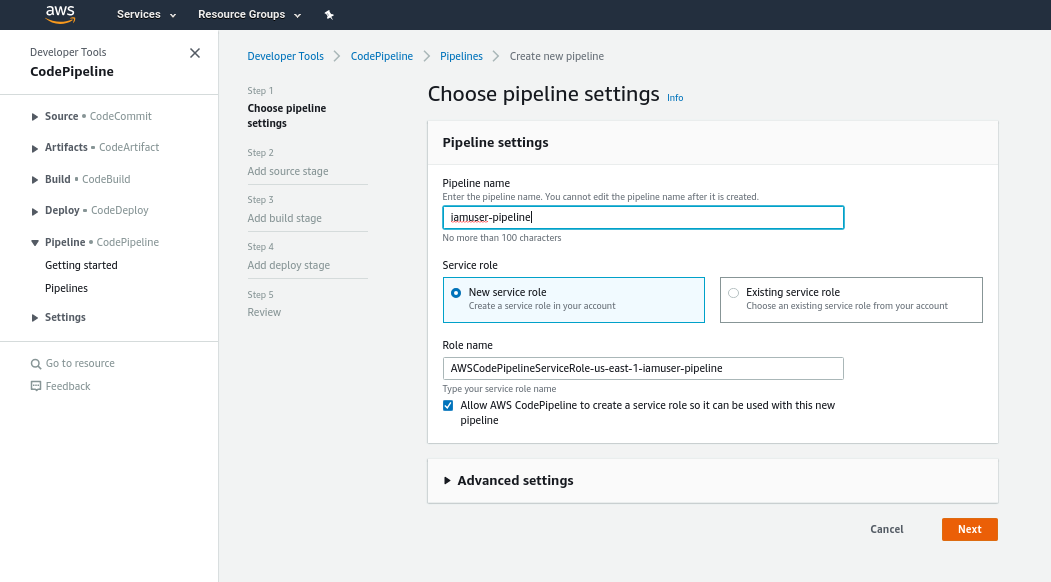 aws Services Resource Groups
Developer Tools
CodePipeline
Source • CodeCommit
Artifacts • CodeArtifact
Build • CodeBuild
Deploy • CodeDeploy
Pipeline • CodePipeline
Getting started
Pipelines
Settings
Go to resource
Feedback
Developer Tools > CodePipeline > Pipelines > Create new pipeline
Step 1
Choose pipeline
settings
Step 2
Add source stage
Step 3
Add build stage
Step 4
Add deploy stage
Step 5
Review
Choose pipeline settings Info
Pipeline settings
Pipeline name
Enter the pipeline name. You cannot edit the pipeline name after it is created.
iamuser-pipeline
No more than 100 characters
Service role
New service role
Create a service role in your account
Existing service role
Choose an existing service role from your account
Role name
AWSCodePipelineServiceRole-us-east-1-iamuser-pipeline
Type your service role name
Allow AWS CodePipeline to create a service role so it can be used with this new
pipeline
Advanced settings
Cancel
Next